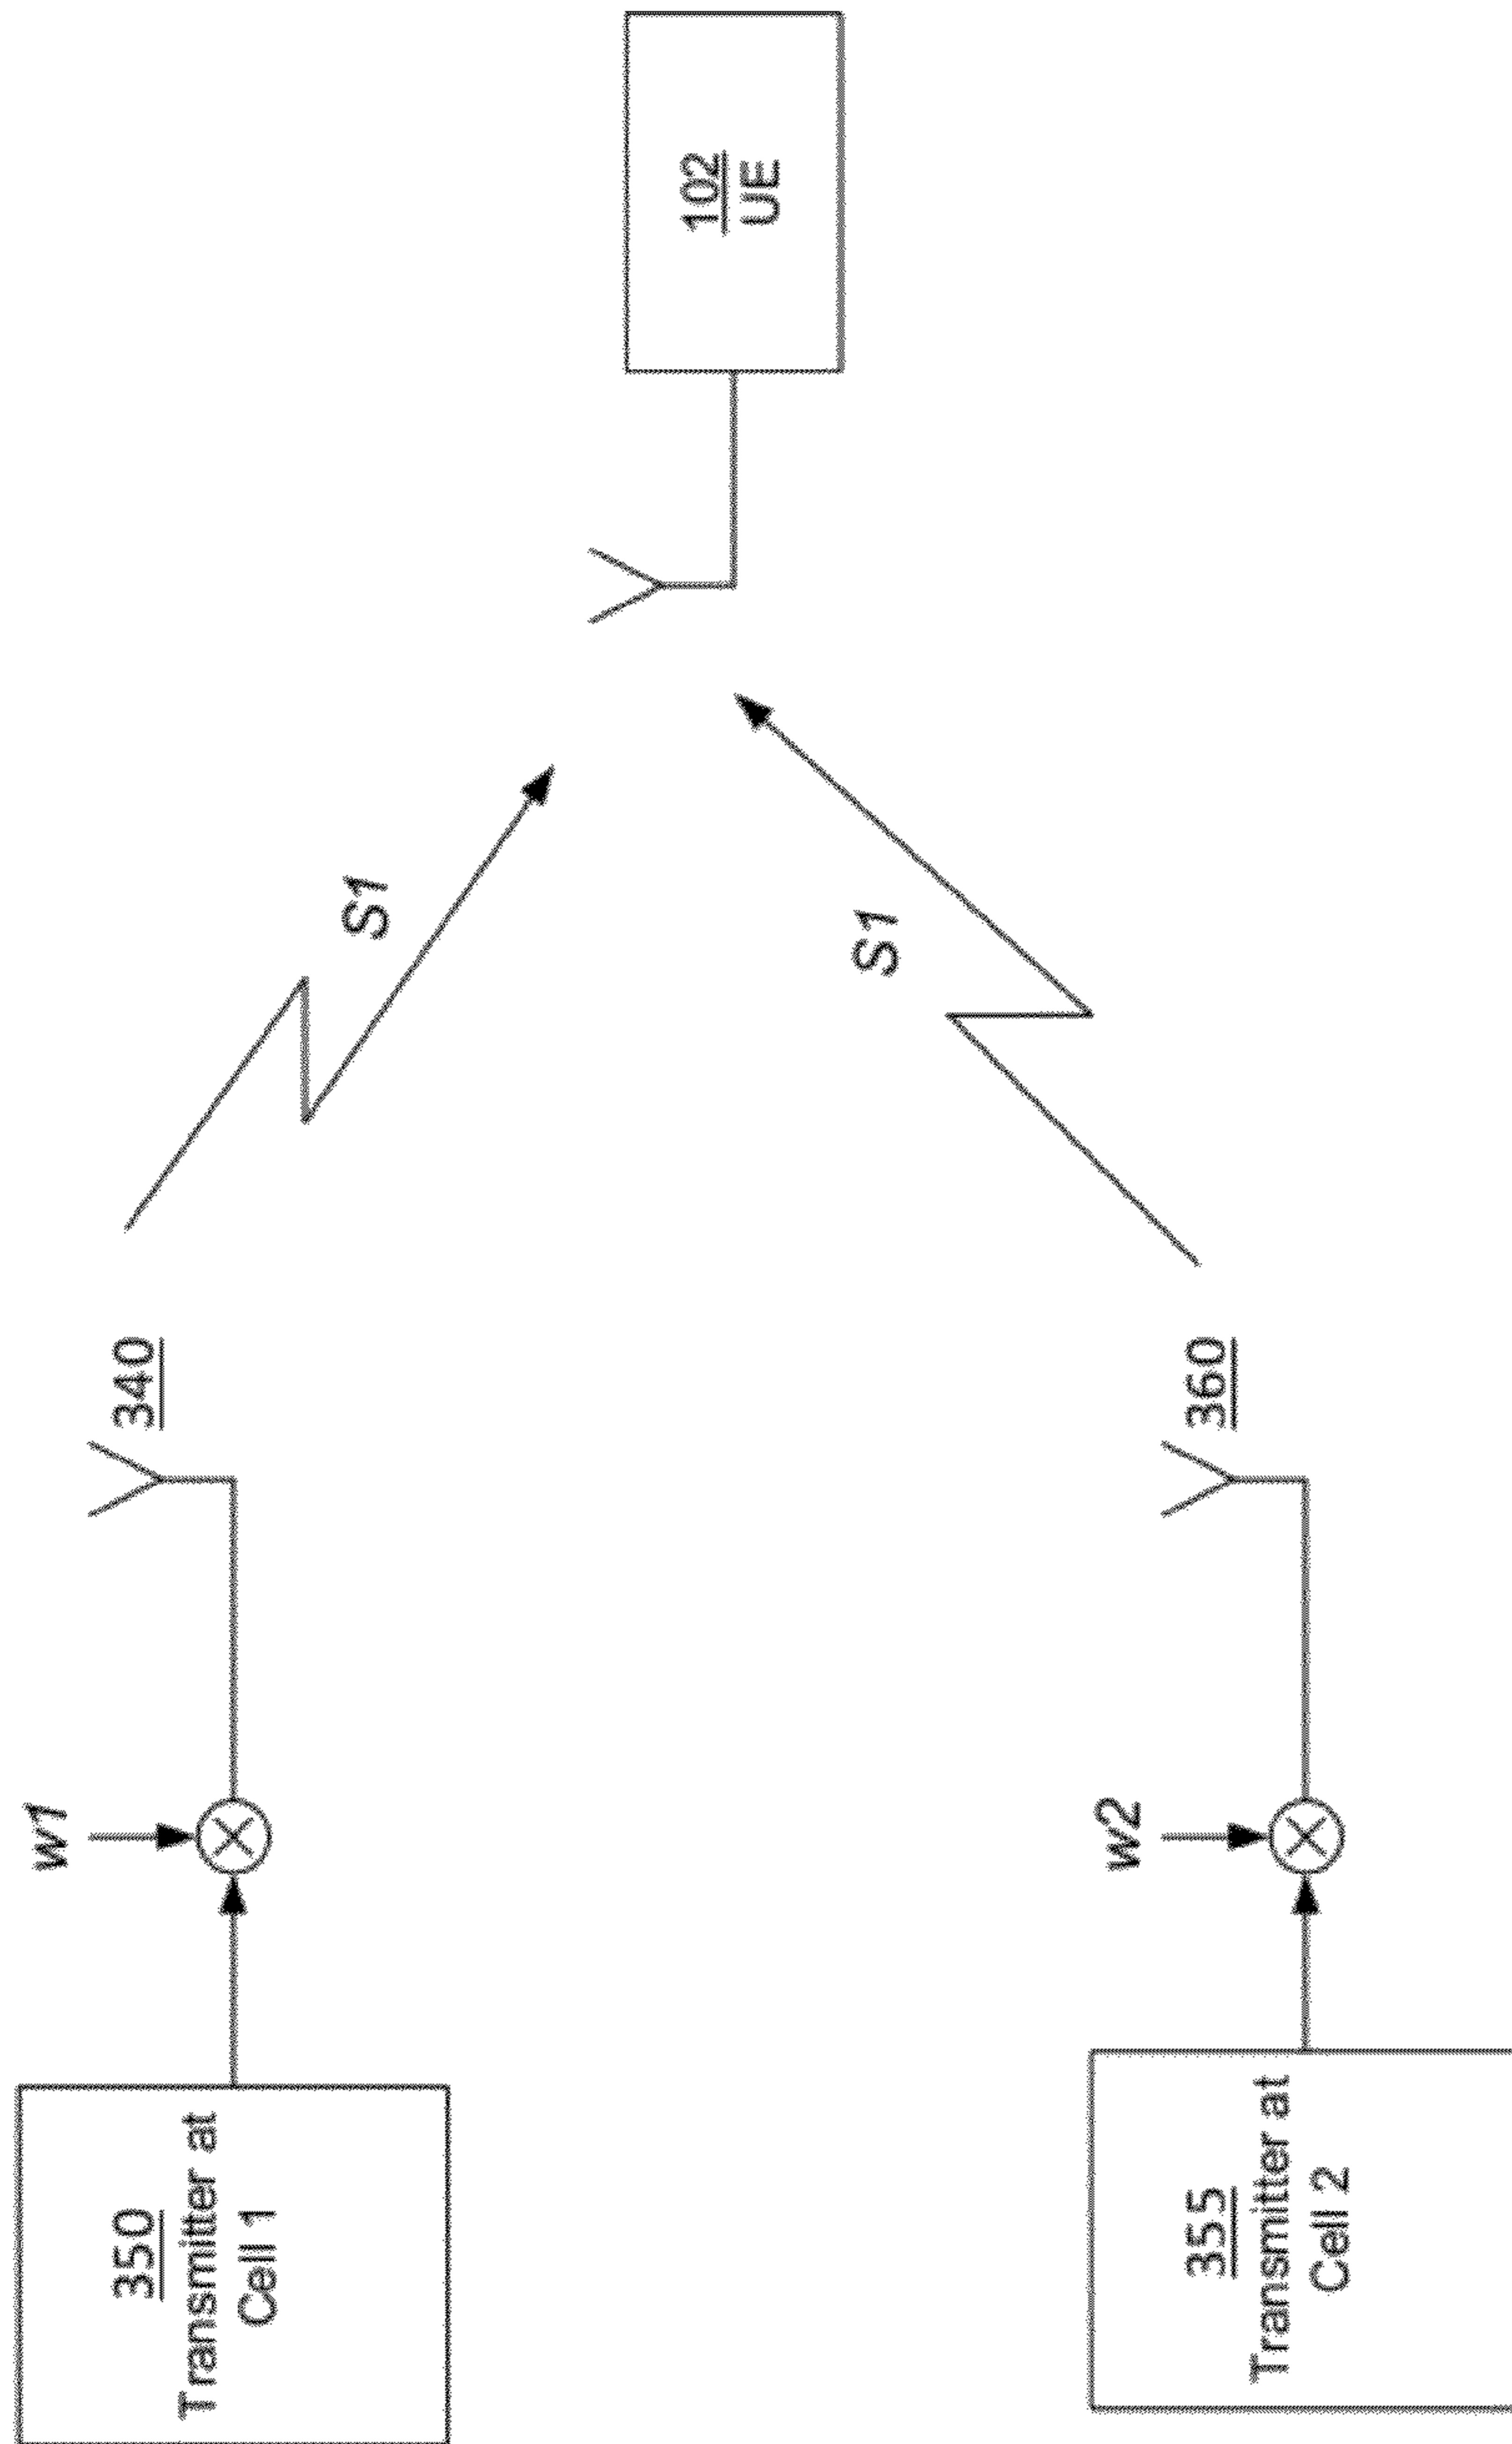 350
Transmitter at
Cell 1
w1
340
S1
102
UE
355
Transmitter at
Cell 2
w2
360
S1